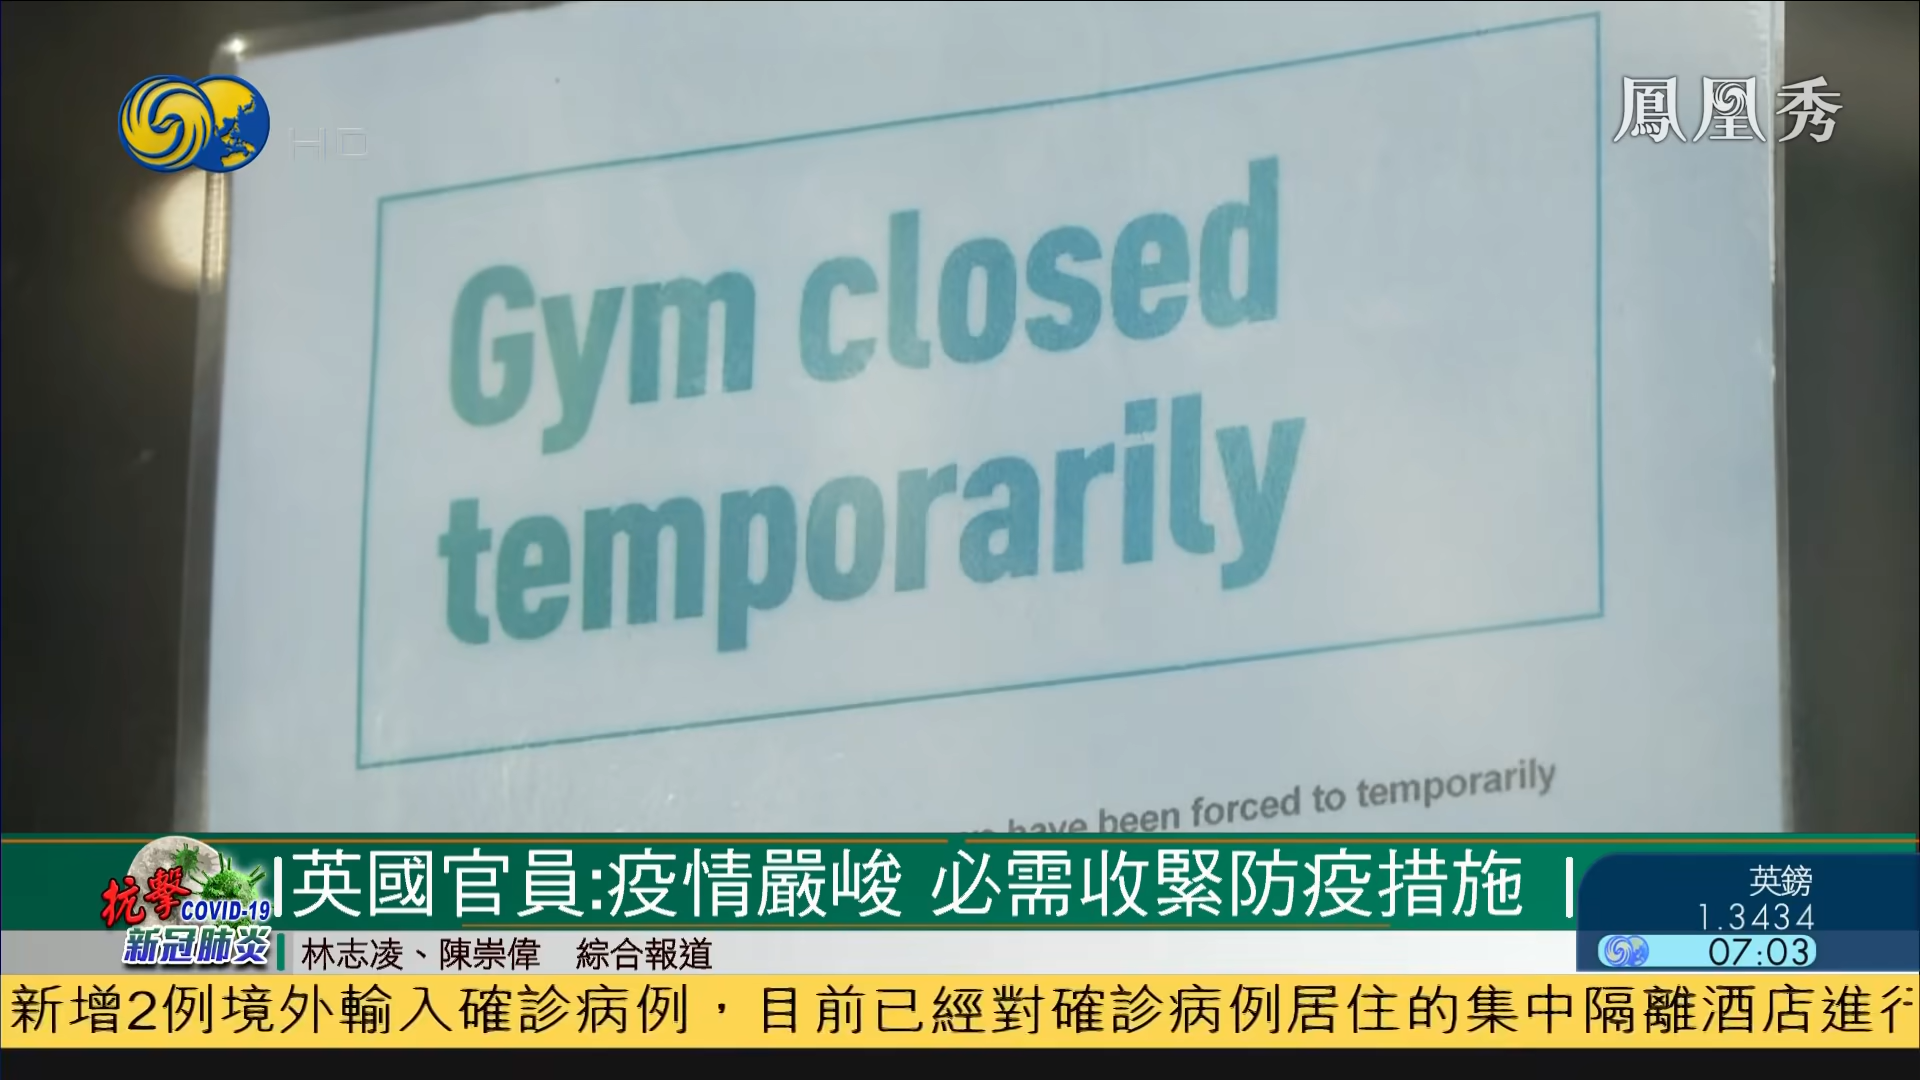 HD
鳳凰秀
Gym closed
temporarily
have been forced to temporarily
抗擊
COVID-19
新冠肺炎
英國官員:疫情嚴峻 必需收緊防疫措施
林志凌、陳崇偉 綜合報道
英鎊
1.3434
07:03
新增2例境外輸入確診病例，目前已經對確診病例居住的集中隔離酒店進行